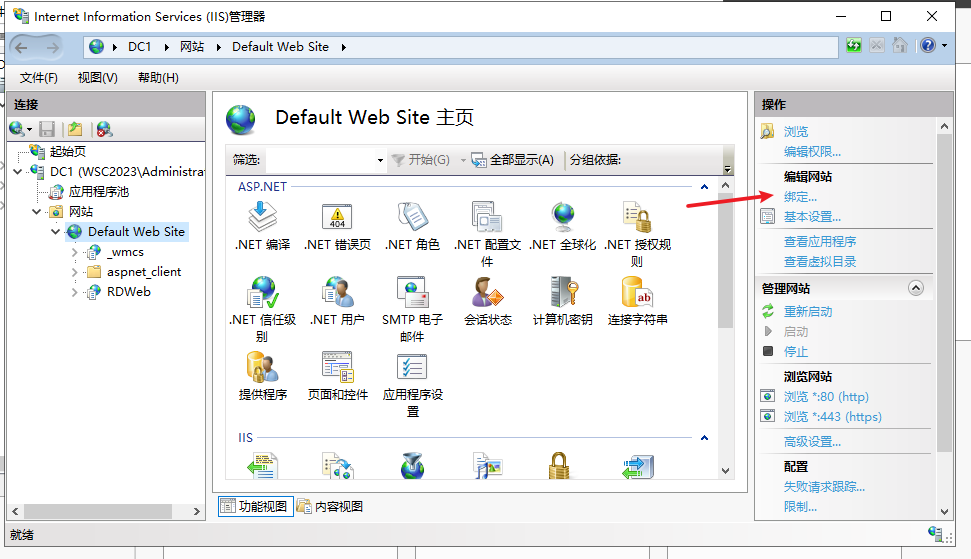 Internet Information Services (IIS)管理器
DC1 网站 Default Web Site
文件(F) 视图(V) 帮助(H)
连接
起始页
DC1 (WSC2023\Administrat
应用程序池
网站
Default Web Site
_wmcs
aspnet_client
RDWeb
Default Web Site 主页
筛选: 开始(G) 全部显示(A) 分组依据:
ASP.NET
.NET 编译 .NET 错误页 .NET 角色 .NET 配置文件 .NET 全球化 .NET 授权规则
.NET 信任级别 .NET 用户 SMTP 电子邮件 会话状态 计算机密钥 连接字符串
提供程序 页面和控件 应用程序设置
IIS
功能视图 内容视图
操作
浏览
编辑权限...
编辑网站
绑定...
基本设置...
查看应用程序
查看虚拟目录
管理网站
重新启动
启动
停止
浏览网站
浏览 *:80 (http)
浏览 *:443 (https)
高级设置...
配置
失败请求跟踪...
限制...
就绪